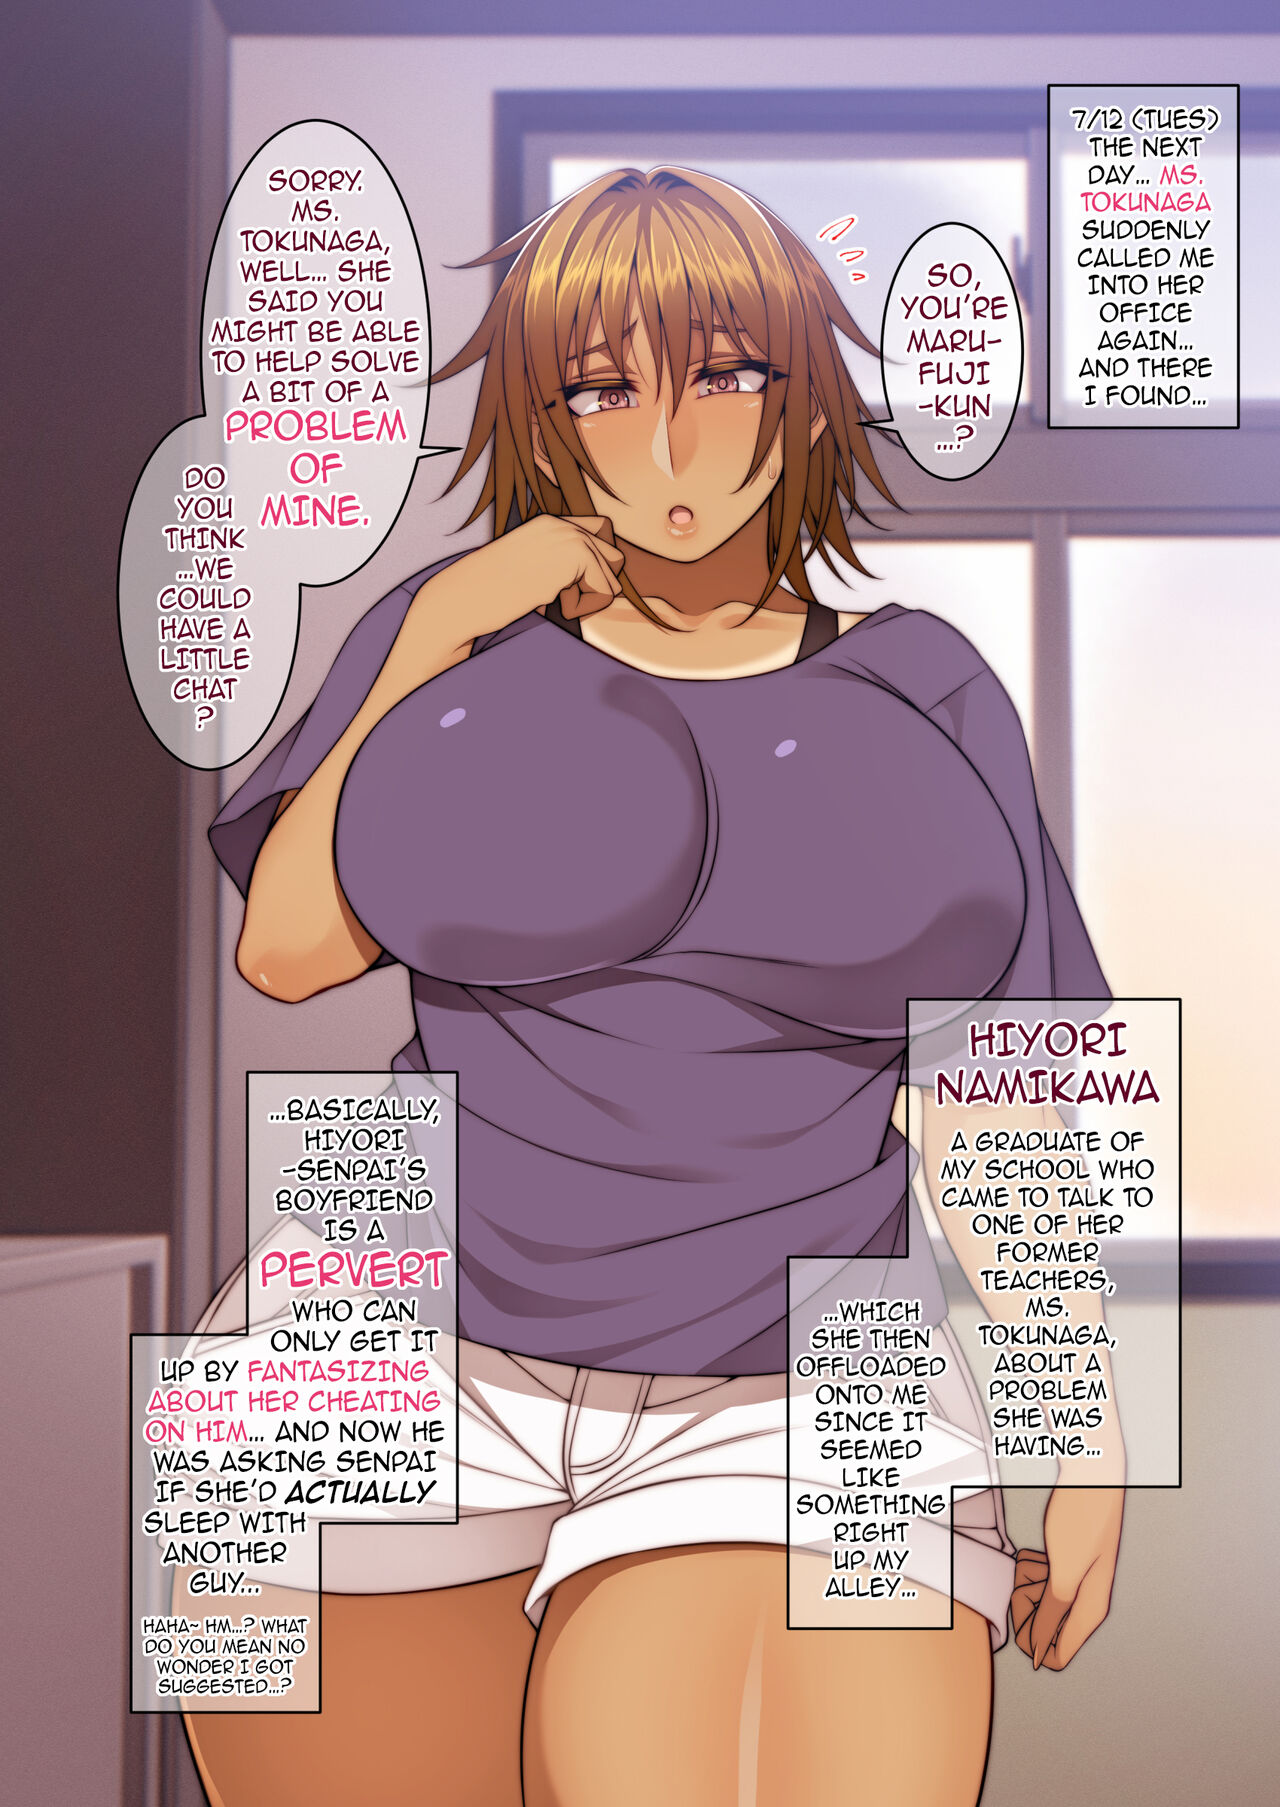 7/12 (TUES)
THE NEXT
DAY... MS.
TOKUNAGA
SUDDENLY
CALLED ME
INTO HER
OFFICE
AGAIN...
AND THERE
I FOUND...
SO,
YOU'RE
MARU-
FUJI
-KUN
...?
SORRY.
MS.
TOKUNAGA,
WELL... SHE
SAID YOU
MIGHT BE ABLE
TO HELP SOLVE
A BIT OF A
PROBLEM
OF
MINE.
DO
YOU
THINK
...WE
COULD
HAVE A
LITTLE
CHAT
?
HIYORI
NAMIKAWA
A GRADUATE OF
MY SCHOOL WHO
CAME TO TALK TO
ONE OF HER
FORMER
TEACHERS,
MS.
TOKUNAGA,
ABOUT A
PROBLEM
SHE WAS
HAVING...
...WHICH
SHE THEN
OFFLOADED
ONTO ME
SINCE IT
SEEMED
LIKE
SOMETHING
RIGHT
UP MY
ALLEY...
...BASICALLY,
HIYORI
-SENPAI'S
BOYFRIEND
IS A
PERVERT
WHO CAN
ONLY GET IT
UP BY FANTASIZING
ABOUT HER CHEATING
ON HIM... AND NOW HE
WAS ASKING SENPAI
IF SHE'D ACTUALLY
SLEEP WITH
ANOTHER
GUY...
HAHA~ HM...? WHAT
DO YOU MEAN NO
WONDER I GOT
SUGGESTED...?